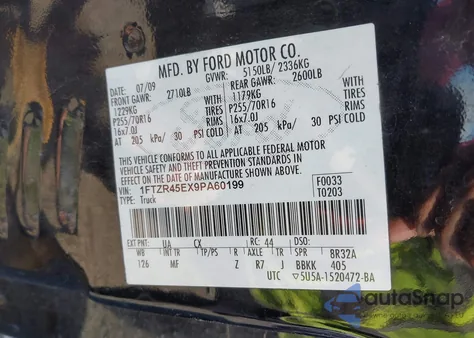 MFD. BY FORD MOTOR CO.
07/09 GVWR: 5150LB/ 2336KG
FRONT GAWR: 2710LB REAR GAWR: 2600LB
1229KG 1179KG
P255/70R16 TIRES P255/70R16 TIRES
16x7.0J RIMS 16x7.0J RIMS
AT 205 kPa/ 30 PSI COLD AT 205 kPa/ 30 PSI COLD
THIS VEHICLE CONFORMS TO ALL APPLICABLE FEDERAL MOTOR
VEHICLE SAFETY AND THEFT PREVENTION STANDARDS IN
EFFECT ON THE DATE OF MANUFACTURE SHOWN ABOVE.
VIN: 1FTZR45EX9PA60199 F0033
TYPE: Truck T0203
EXT PNT: UA CX RC: 44 DSO:
WB INT TR TP/PS R AXLE TR SPR 8R32A
126 MF Z R7 J BBKK 405
UTC 5U5A-1520472-BA
autoSnap
www.autosnap.com